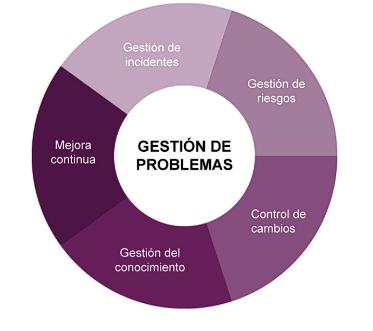 Gestión de
incidentes
Gestión de
riesgos
Mejora
continua
GESTIÓN DE
PROBLEMAS
Control de
cambios
Gestión del
conocimiento